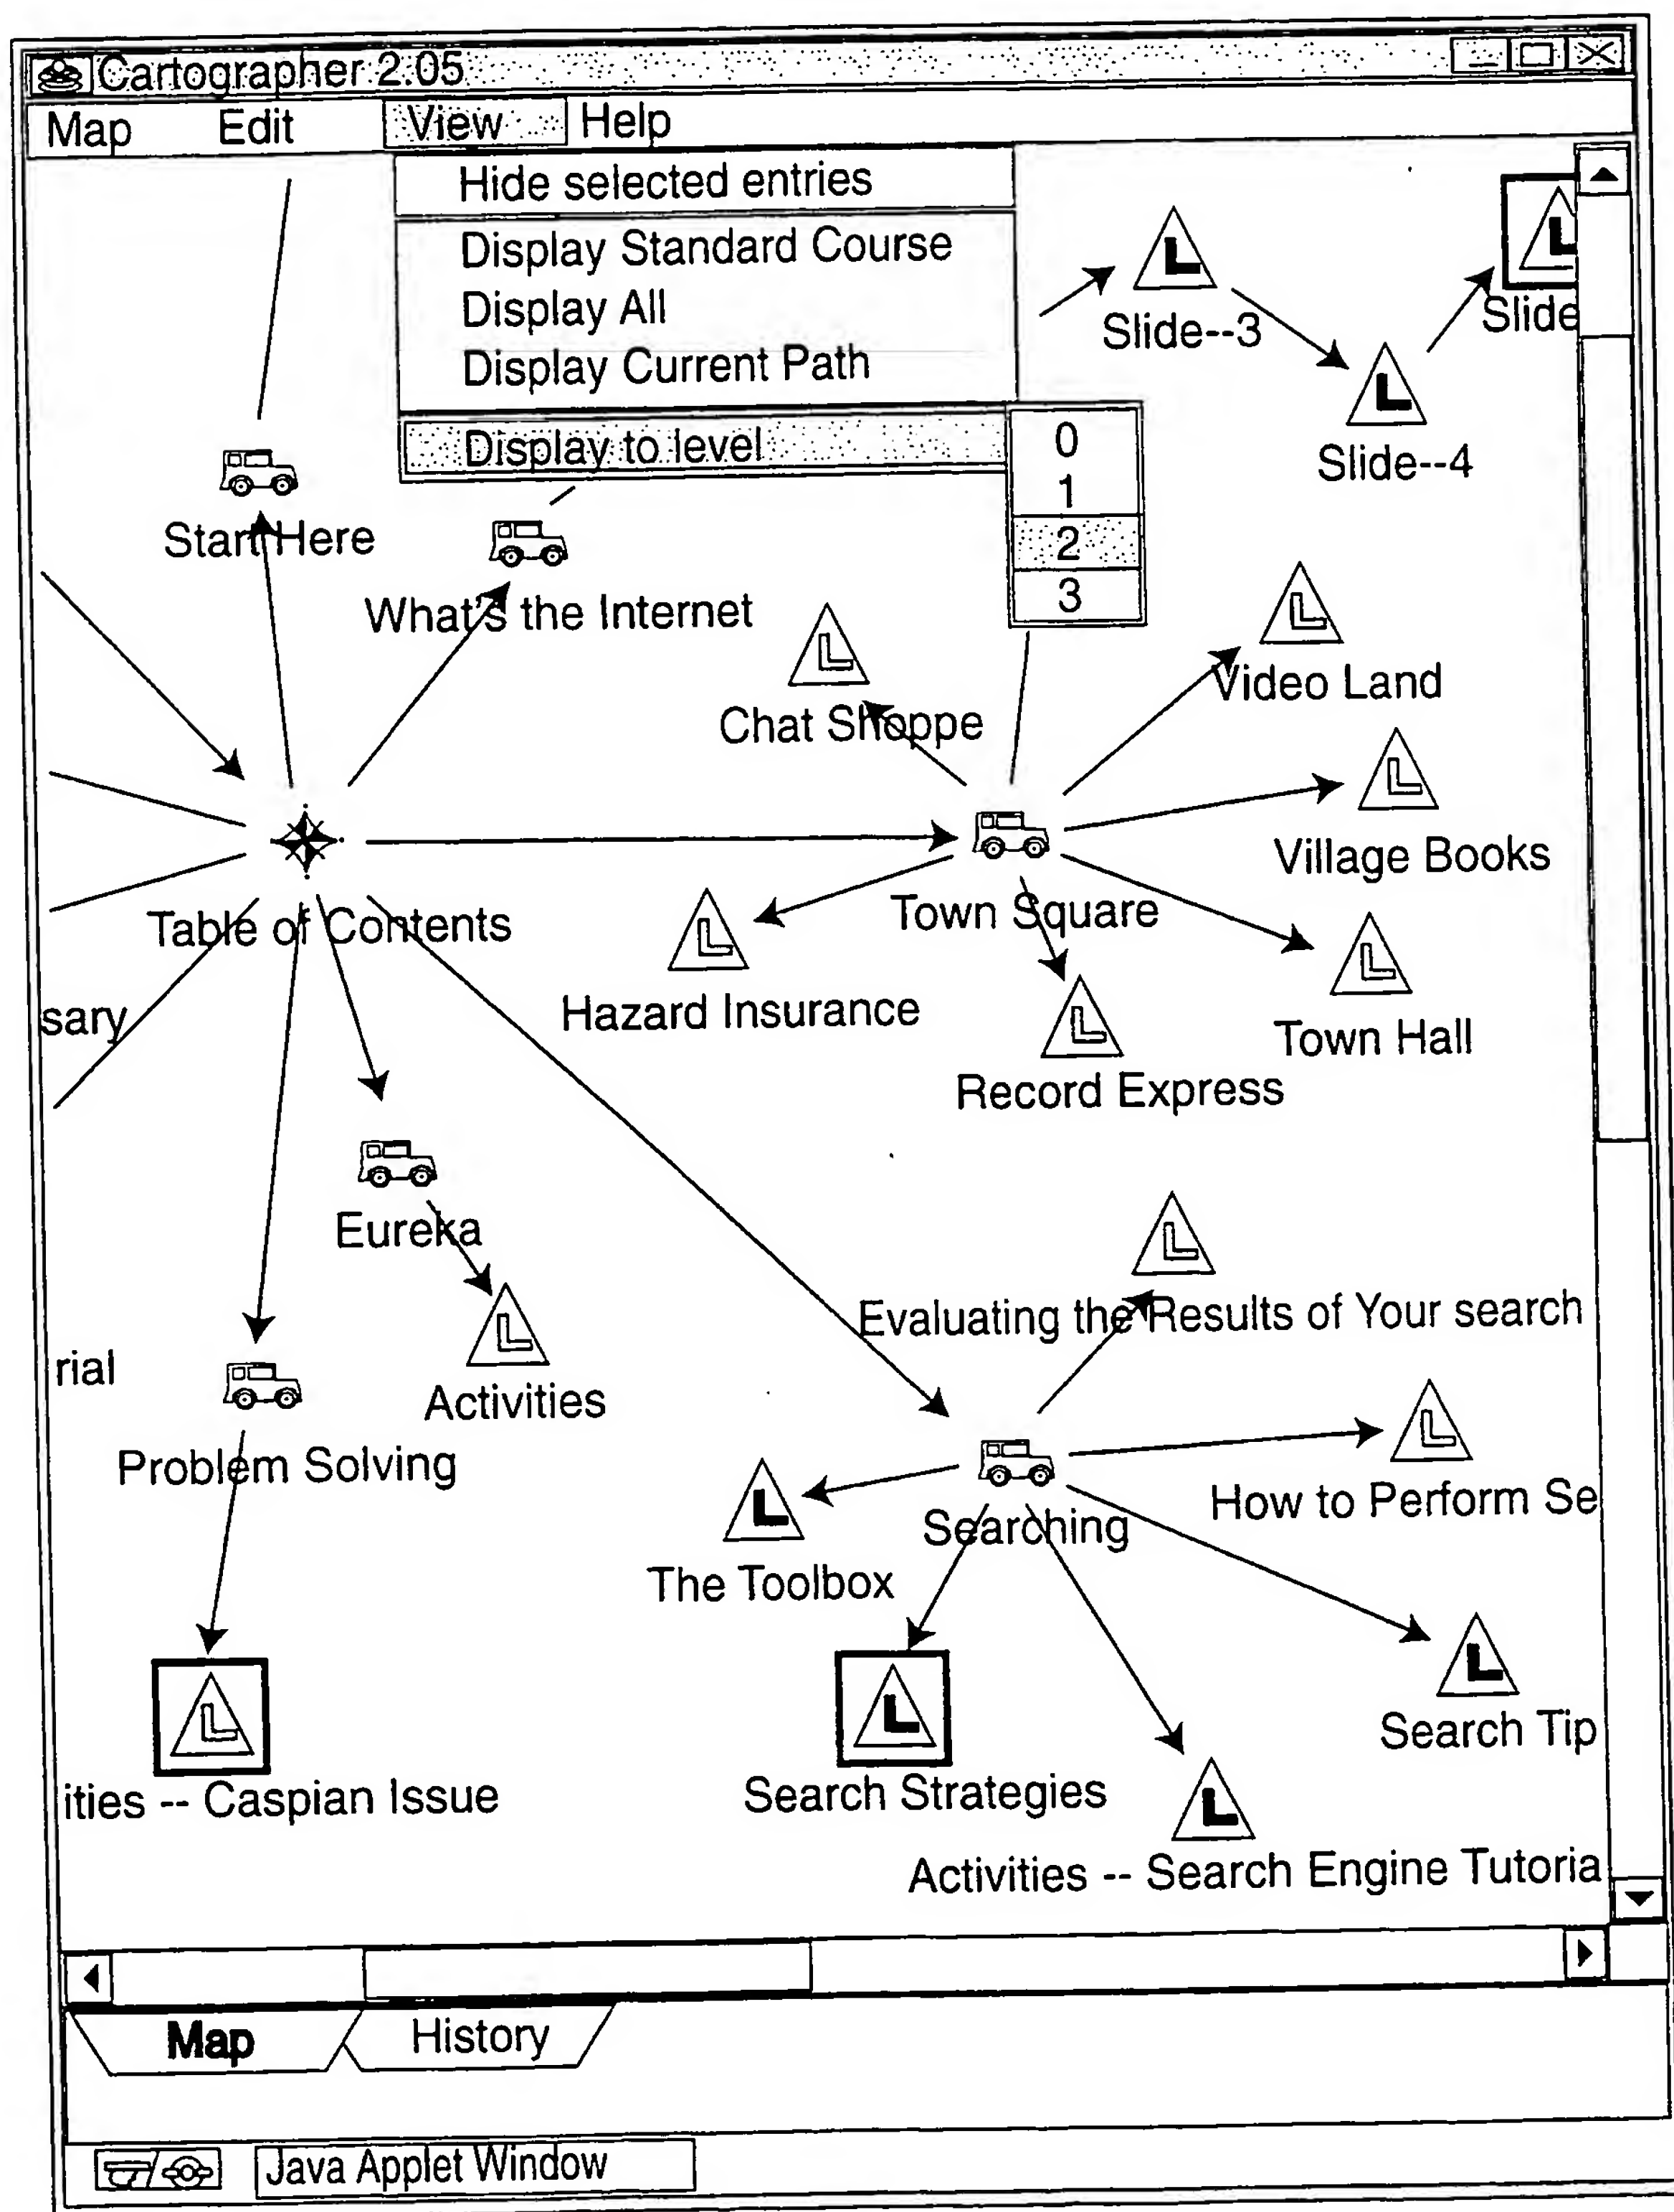 Cartographer 2.05
Map Edit View Help
Hide selected entries
Display Standard Course
Display All
Display Current Path
Display to level
0
1
2
3
Slide--3
Slide
Slide--4
Start Here
What's the Internet
Chat Shoppe
Video Land
Village Books
Table of Contents
Town Square
Hazard Insurance
Town Hall
sary
Record Express
Eureka
Evaluating the Results of Your search
rial
Activities
Problem Solving
How to Perform Se
Searching
The Toolbox
Search Tip
ities -- Caspian Issue
Search Strategies
Activities -- Search Engine Tutoria
Map History
Java Applet Window